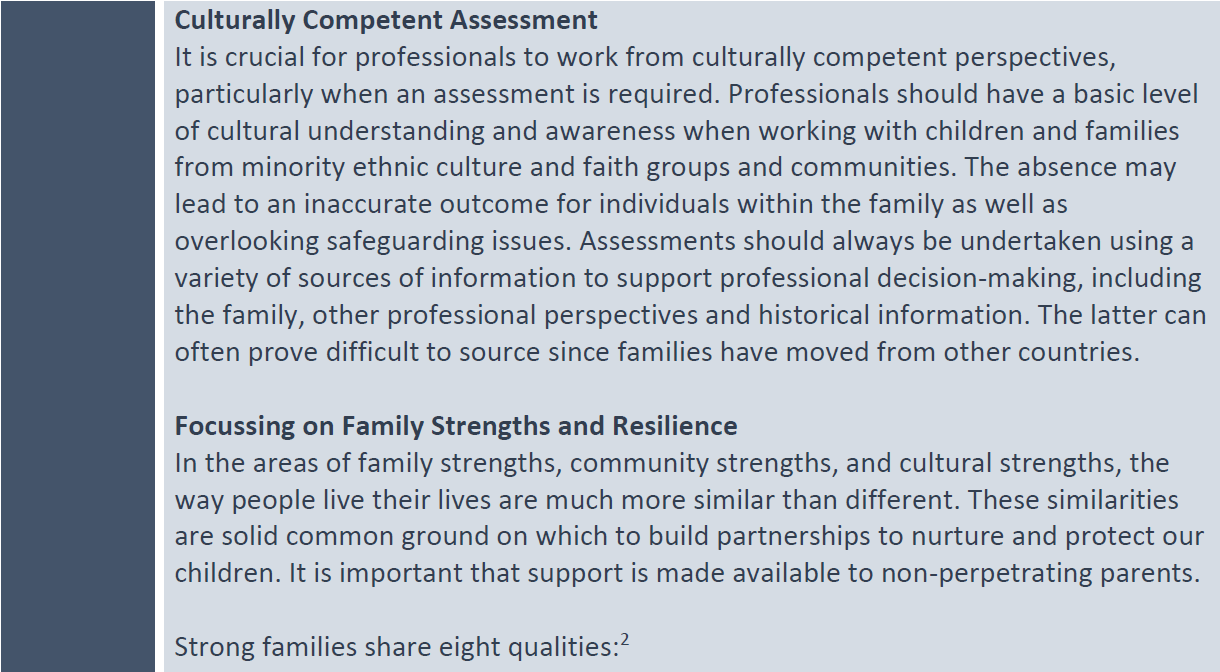 Culturally Competent Assessment
It is crucial for professionals to work from culturally competent perspectives,
particularly when an assessment is required. Professionals should have a basic level
of cultural understanding and awareness when working with children and families
from minority ethnic culture and faith groups and communities. The absence may
lead to an inaccurate outcome for individuals within the family as well as
overlooking safeguarding issues. Assessments should always be undertaken using a
variety of sources of information to support professional decision-making, including
the family, other professional perspectives and historical information. The latter can
often prove difficult to source since families have moved from other countries.
Focussing on Family Strengths and Resilience
In the areas of family strengths, community strengths, and cultural strengths, the
way people live their lives are much more similar than different. These similarities
are solid common ground on which to build partnerships to nurture and protect our
children. It is important that support is made available to non-perpetrating parents.
Strong families share eight qualities:²